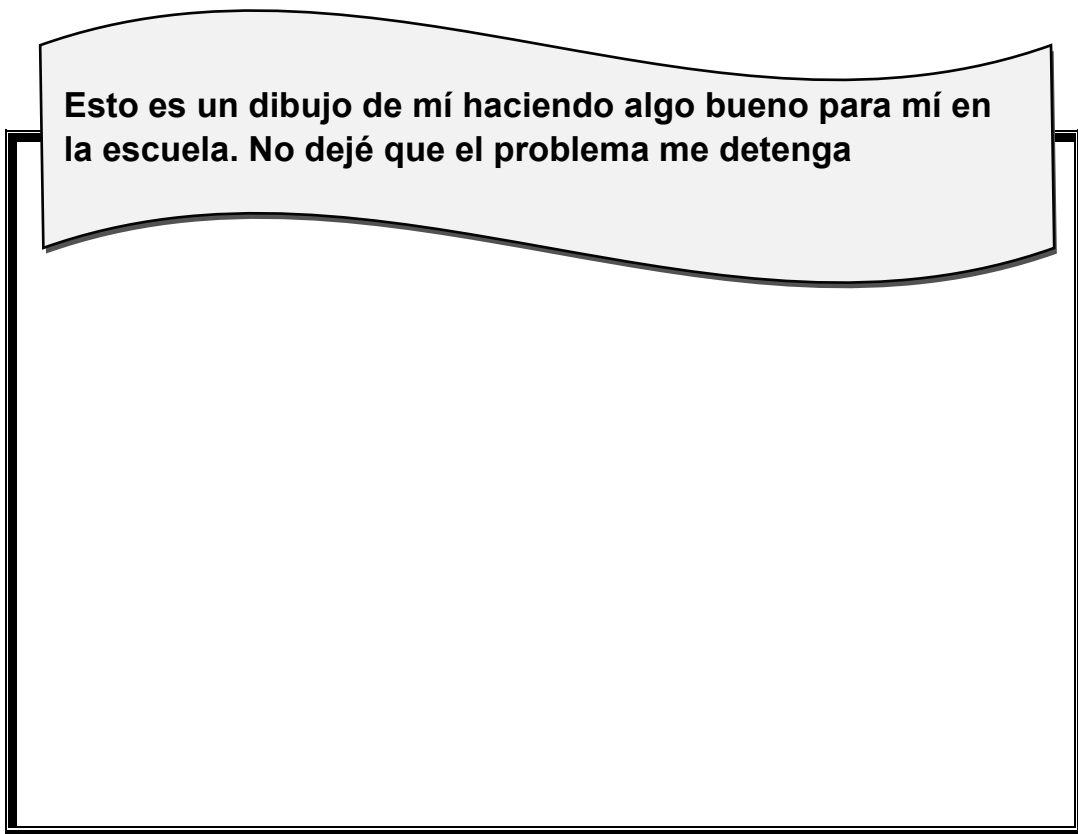 Esto es un dibujo de mí haciendo algo bueno para mí en
la escuela. No dejé que el problema me detenga